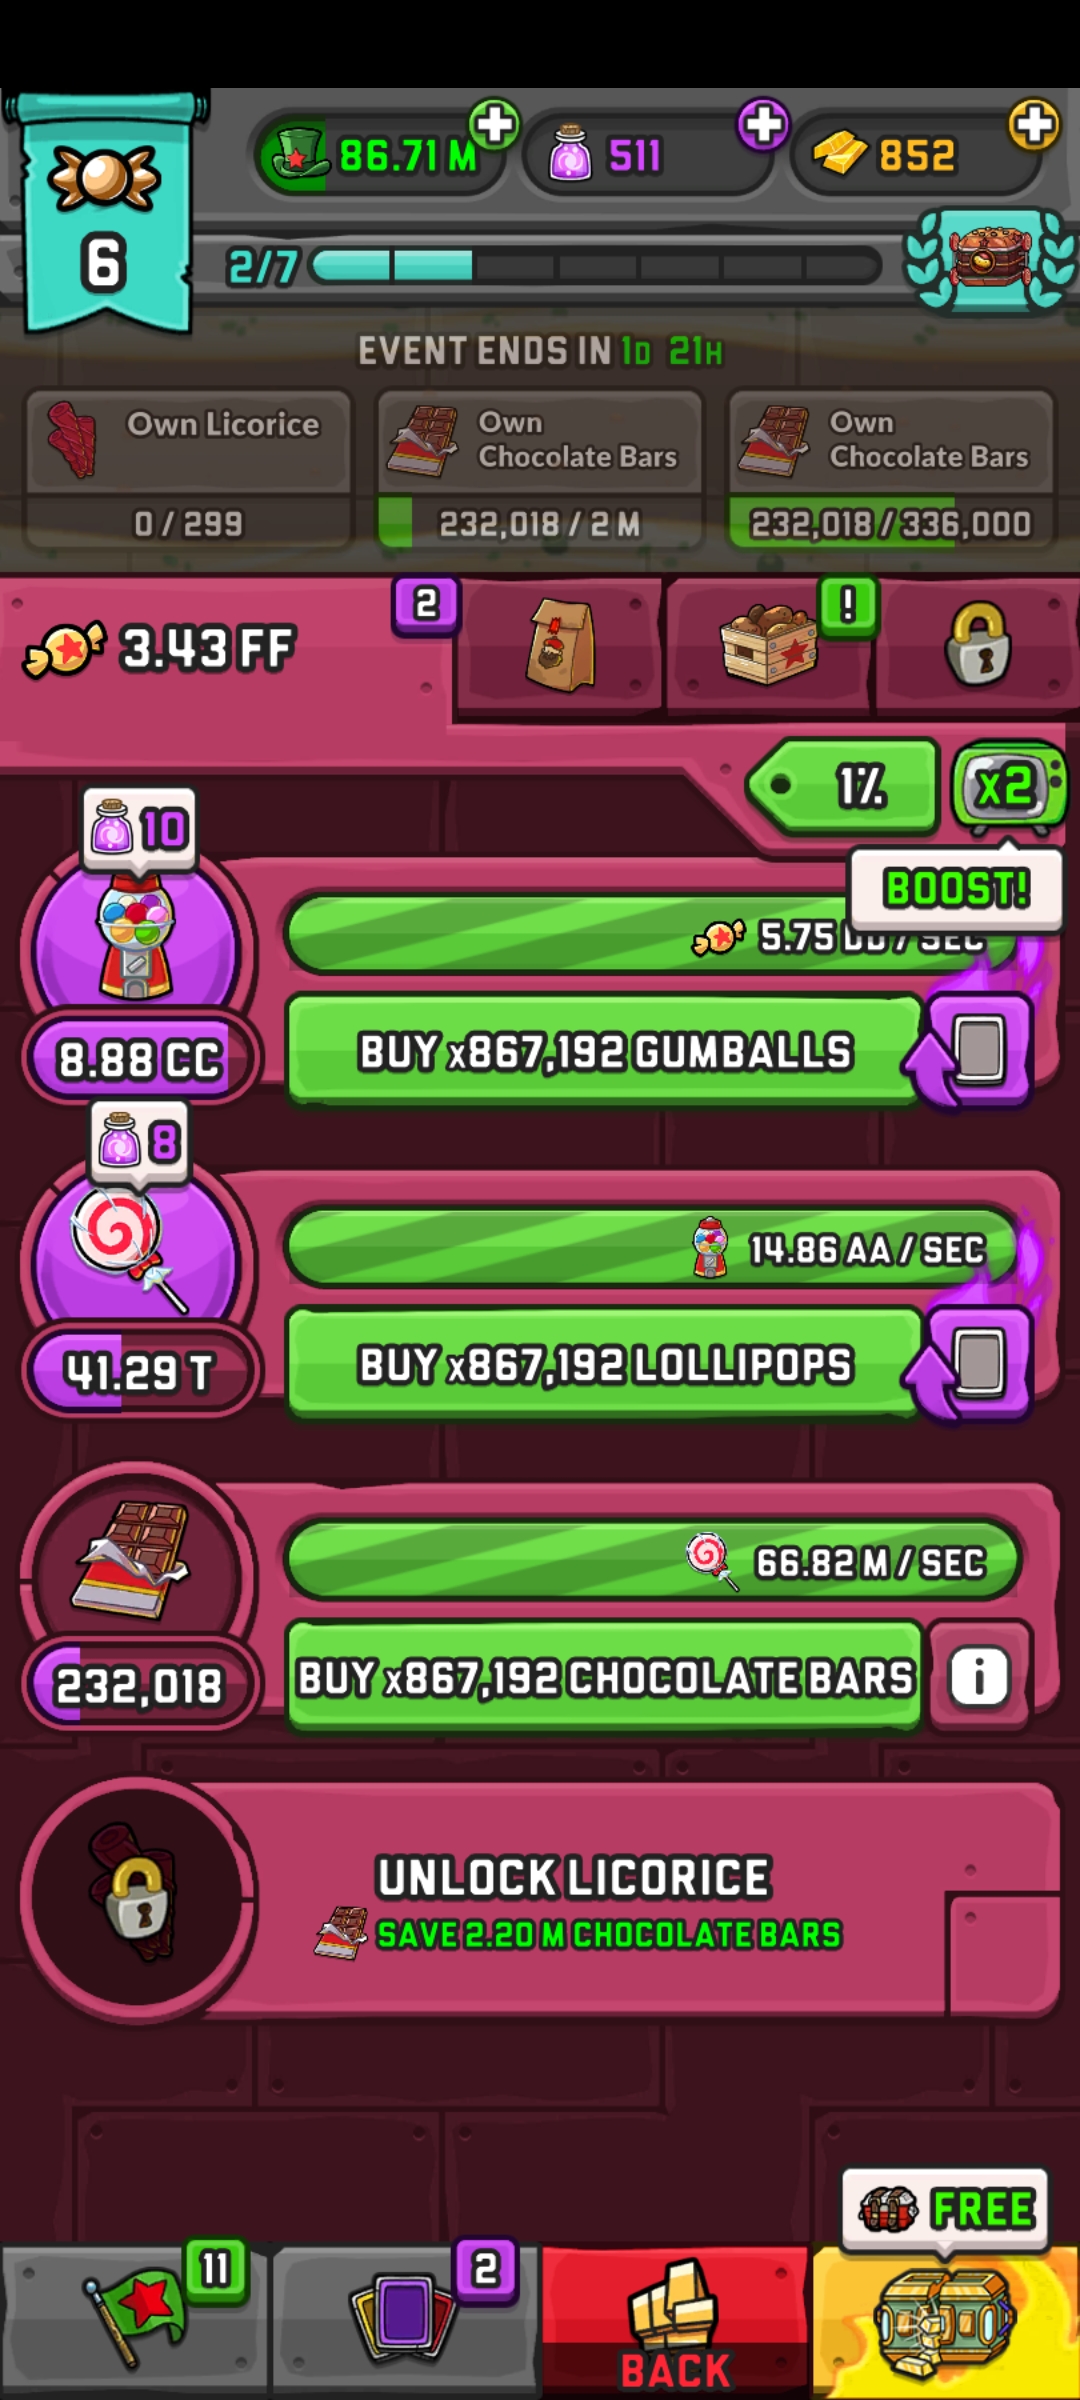 86.71 M
511
852
6
2/7
EVENT ENDS IN 1D 21H
Own Licorice
0 / 299
Own
Chocolate Bars
232,018 / 2 M
Own
Chocolate Bars
232,018 / 336,000
3.43 FF
2
!
1%
x2
BOOST!
10
5.75 DD / SEC
8.88 CC
BUY x867,192 GUMBALLS
8
14.86 AA / SEC
41.29 T
BUY x867,192 LOLLIPOPS
66.82 M / SEC
232,018
BUY x867,192 CHOCOLATE BARS
i
UNLOCK LICORICE
SAVE 2.20 M CHOCOLATE BARS
FREE
11
2
BACK